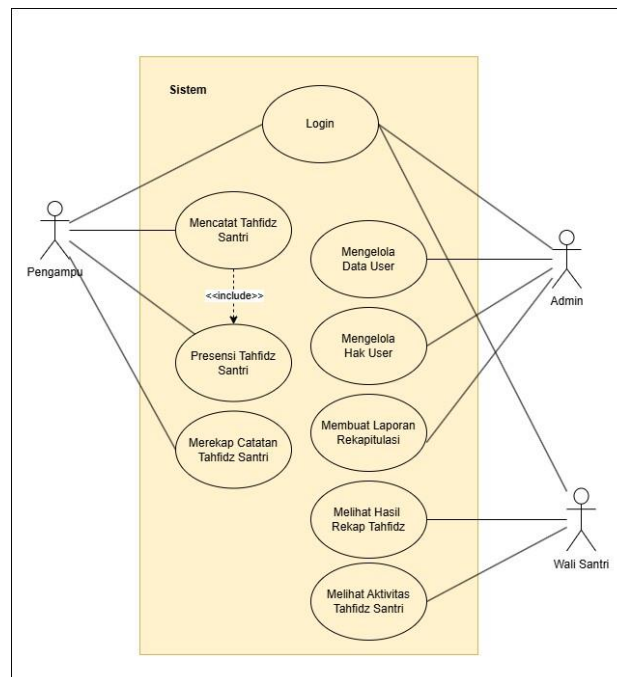 Sistem
Login
Mencatat Tahfidz
Santri
Pengampu
Mengelola
Data User
Admin
<<include>>
Presensi Tahfidz
Santri
Mengelola
Hak User
Merekap Catatan
Tahfidz Santri
Membuat Laporan
Rekapitulasi
Melihat Hasil
Rekap Tahfidz
Wali Santri
Melihat Aktivitas
Tahfidz Santri